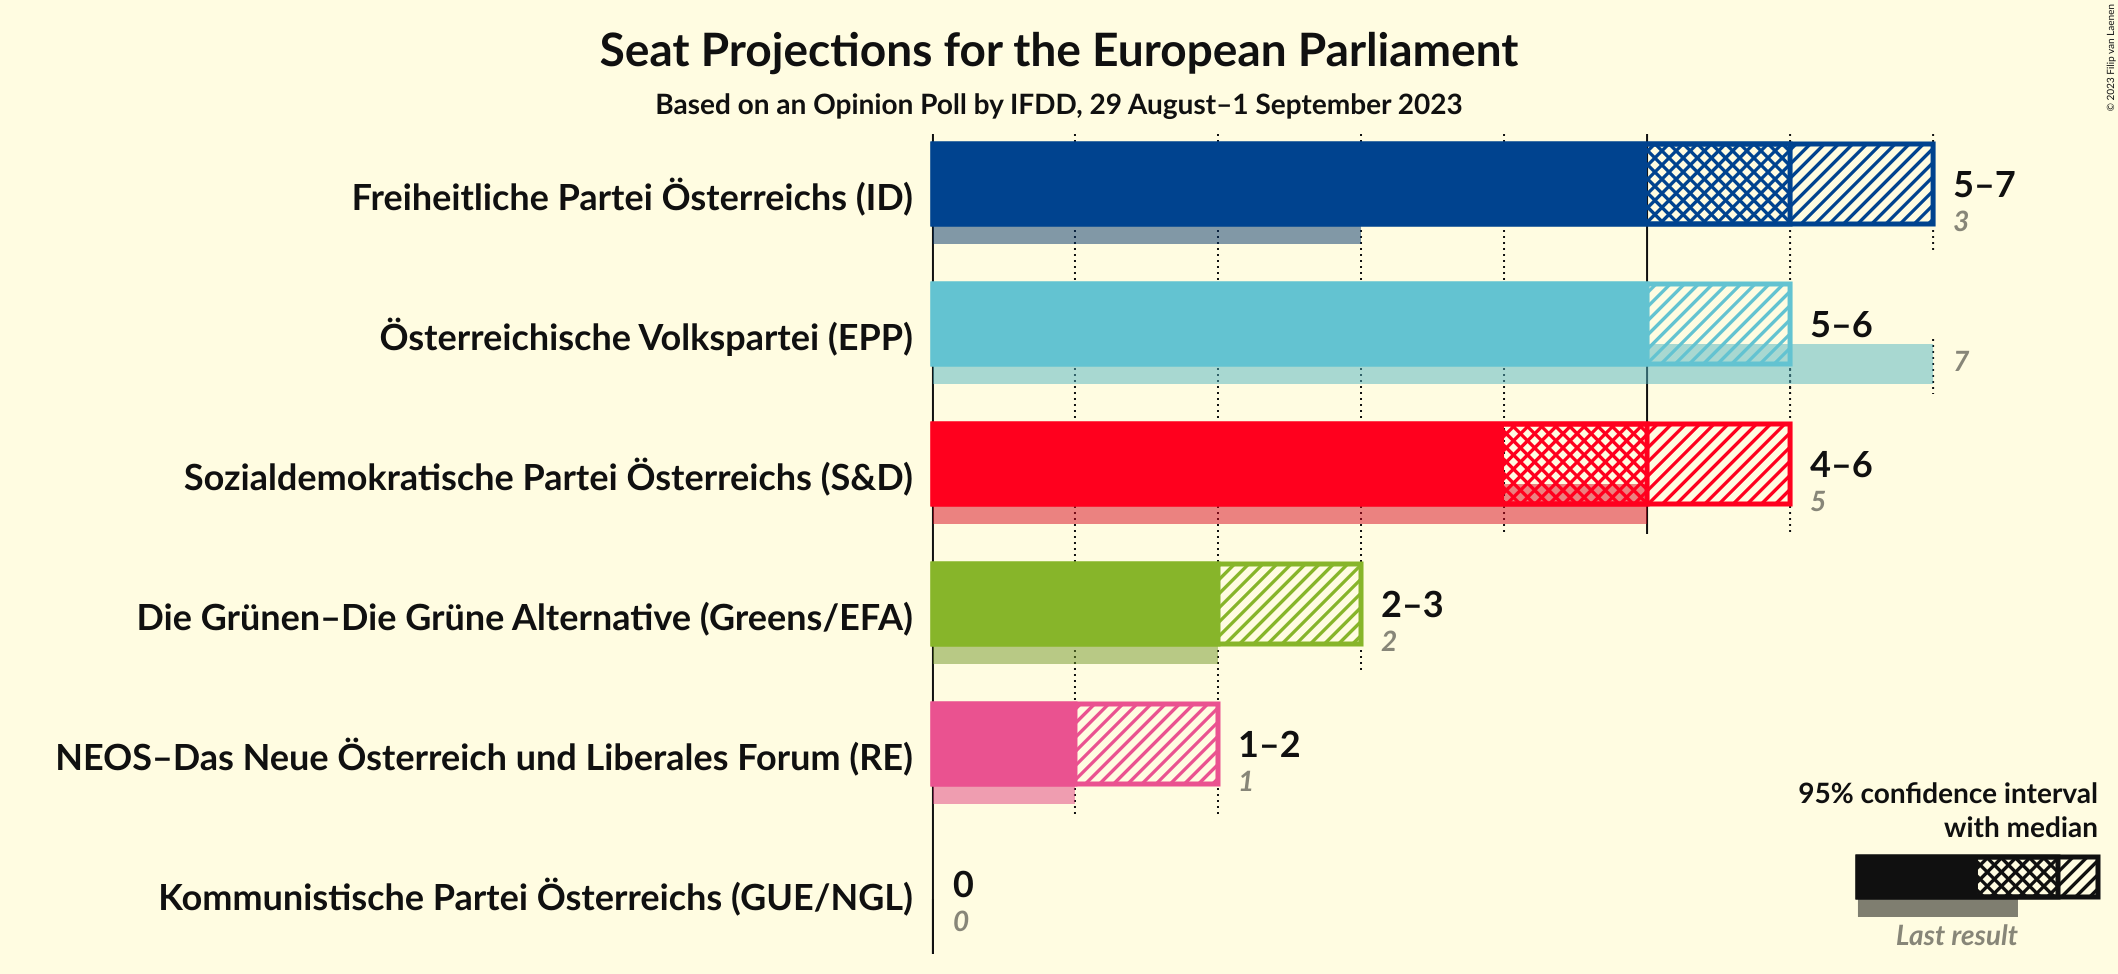 Seat Projections for the European Parliament
Based on an Opinion Poll by IFDD, 29 August–1 September 2023
© 2023 Filip van Laenen
Freiheitliche Partei Österreichs (ID)
5–7
3
Österreichische Volkspartei (EPP)
5–6
7
Sozialdemokratische Partei Österreichs (S&D)
4–6
5
Die Grünen–Die Grüne Alternative (Greens/EFA)
2–3
2
NEOS–Das Neue Österreich und Liberales Forum (RE)
1–2
1
Kommunistische Partei Österreichs (GUE/NGL)
0
0
95% confidence interval
with median
Last result